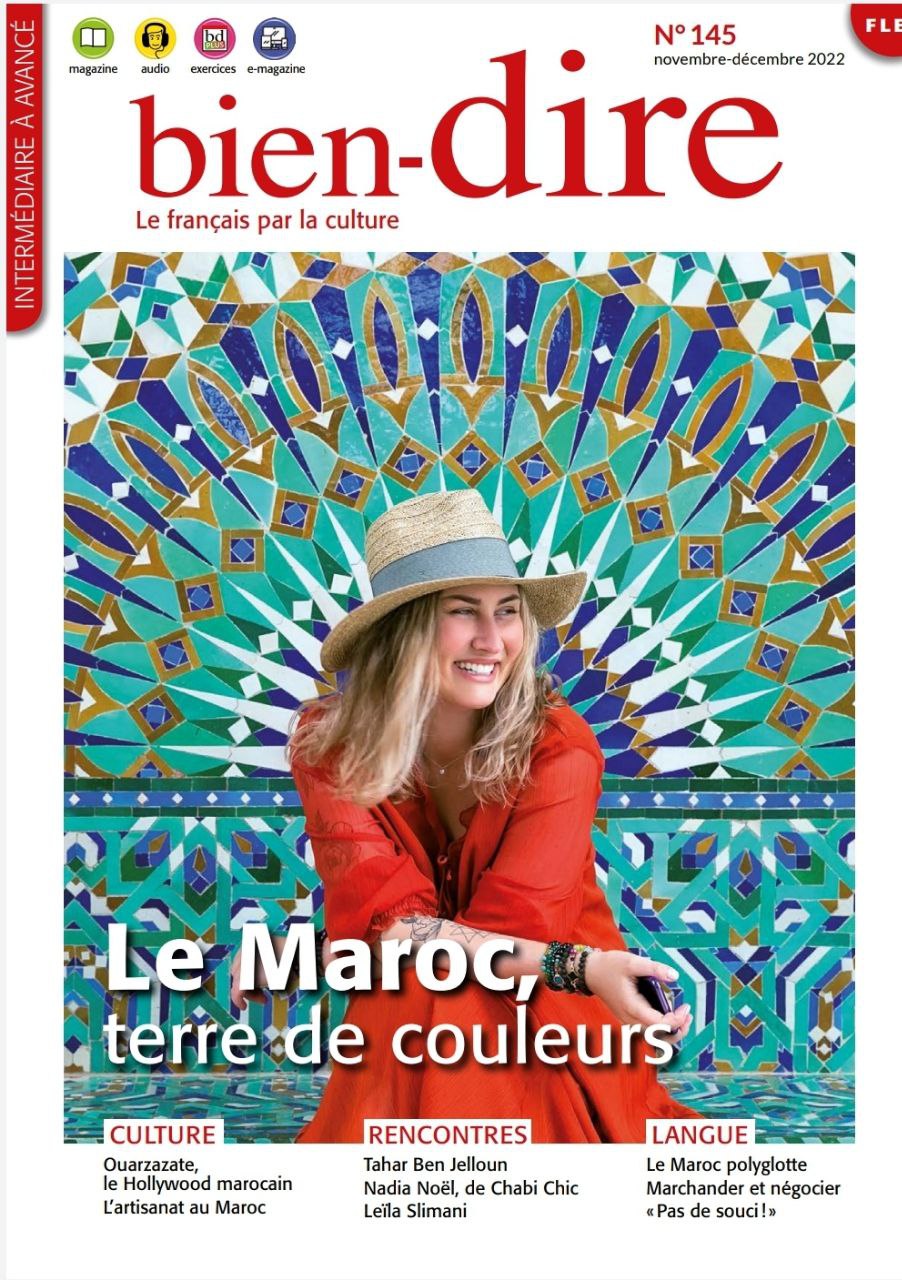 INTERMÉDIAIRE À AVANCÉ
magazine
audio
bd
PLUS
exercices
e-magazine
N° 145
novembre-décembre 2022
FLE
bien-dire
Le français par la culture
Le Maroc,
terre de couleurs
CULTURE
Ouarzazate,
le Hollywood marocain
L'artisanat au Maroc
RENCONTRES
Tahar Ben Jelloun
Nadia Noël, de Chabi Chic
Leïla Slimani
LANGUE
Le Maroc polyglotte
Marchander et négocier
«Pas de souci!»